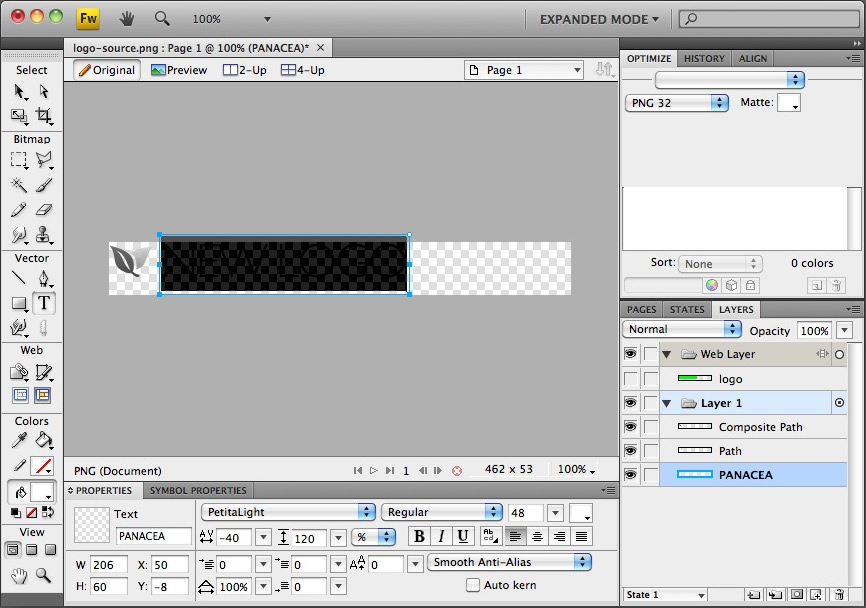 Fw
100%
EXPANDED MODE
logo-source.png : Page 1 @ 100% (PANACEA)*
Original
Preview
2-Up
4-Up
Page 1
Select
Bitmap
Vector
T
Web
Colors
View
OPTIMIZE
HISTORY
ALIGN
PNG 32
Matte:
Sort:
None
0 colors
PAGES
STATES
LAYERS
Normal
Opacity
100%
Web Layer
logo
Layer 1
Composite Path
Path
PANACEA
State 1
PNG (Document)
1
462 x 53
100%
PROPERTIES
SYMBOL PROPERTIES
Text
PANACEA
PetitaLight
Regular
48
-40
120
%
B I U
W 206 X: 50
H: 60 Y: -8
0
0
0
100%
0
0
Smooth Anti-Alias
Auto kern